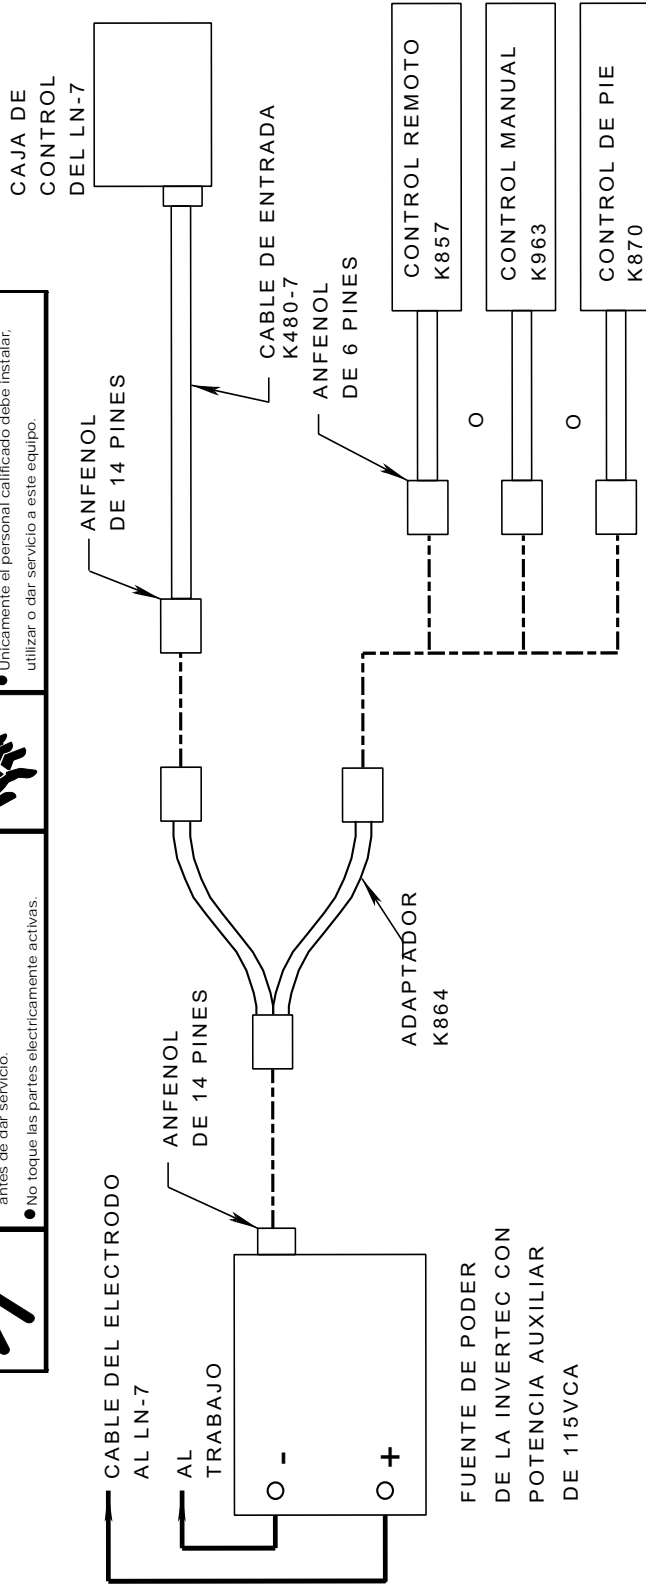 antes de dar servicio.
● No toque las partes electricamente activas.
● Unicamente el personal calificado debe instalar,
utilizar o dar servicio a este equipo.
CABLE DEL ELECTRODO
AL LN-7
AL
TRABAJO
-
+
FUENTE DE PODER
DE LA INVERTEC CON
POTENCIA AUXILIAR
DE 115VCA
ANFENOL
DE 14 PINES
ADAPTADOR
K864
ANFENOL
DE 14 PINES
CAJA DE
CONTROL
DEL LN-7
CABLE DE ENTRADA
K480-7
ANFENOL
DE 6 PINES
CONTROL REMOTO
K857
O
CONTROL MANUAL
K963
O
CONTROL DE PIE
K870